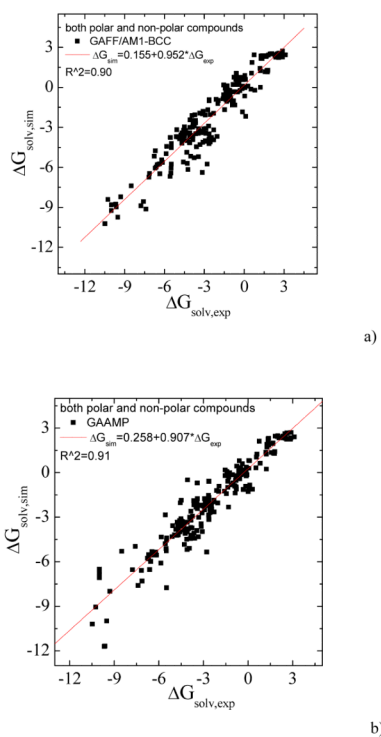 both polar and non-polar compounds
GAFF/AM1-BCC
ΔGsim=0.155+0.952*ΔGexp
R^2=0.90
3
0
-3
-6
-9
-12
ΔGsolv,sim
-12 -9 -6 -3 0 3
ΔGsolv,exp
a)
both polar and non-polar compounds
GAAMP
ΔGsim=0.258+0.907*ΔGexp
R^2=0.91
3
0
-3
-6
-9
-12
ΔGsolv,sim
-12 -9 -6 -3 0 3
ΔGsolv,exp
b)